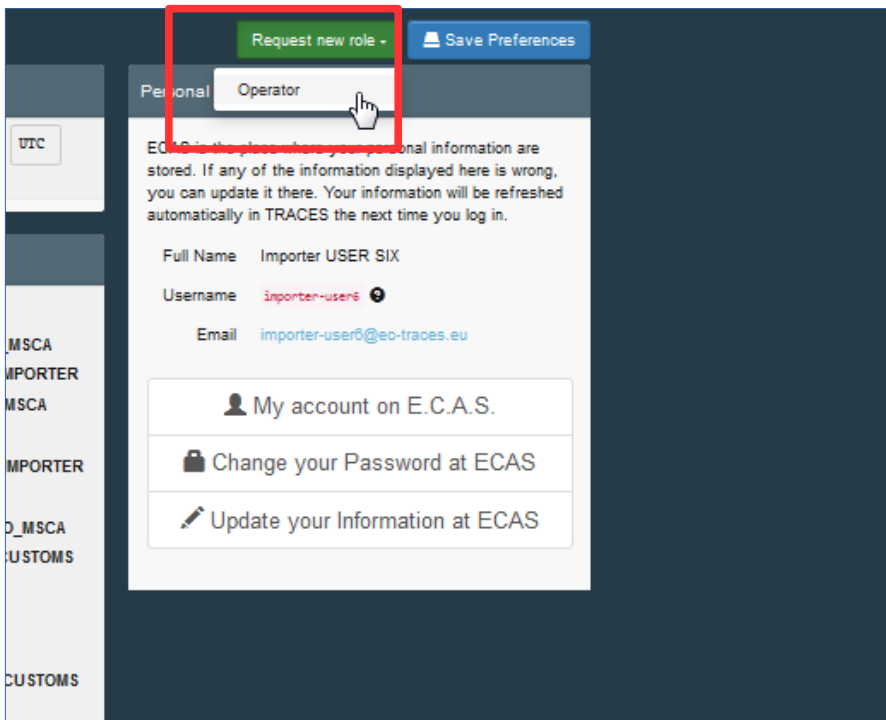 Request new role
Save Preferences
Personal
Operator
UTC
ECAS is the place where your personal information are
stored. If any of the information displayed here is wrong,
you can update it there. Your information will be refreshed
automatically in TRACES the next time you log in.
Full Name Importer USER SIX
Username importer-user6
Email importer-user6@ec-traces.eu
_MSCA
MPORTER
MSCA
MPORTER
O_MSCA
CUSTOMS
CUSTOMS
My account on E.C.A.S.
Change your Password at ECAS
Update your Information at ECAS